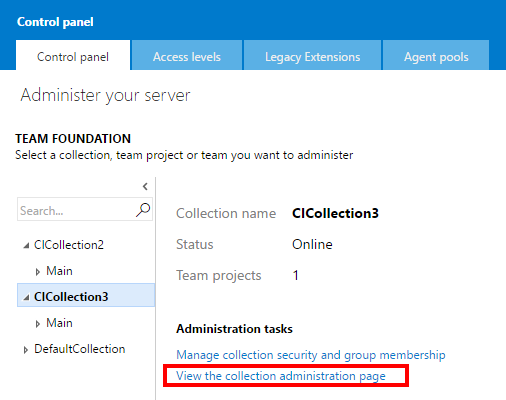 Control panel
Control panel Access levels Legacy Extensions Agent pools
Administer your server
TEAM FOUNDATION
Select a collection, team project or team you want to administer
Search...
CICollection2
Main
CICollection3
Main
DefaultCollection
Collection name CICollection3
Status Online
Team projects 1
Administration tasks
Manage collection security and group membership
View the collection administration page